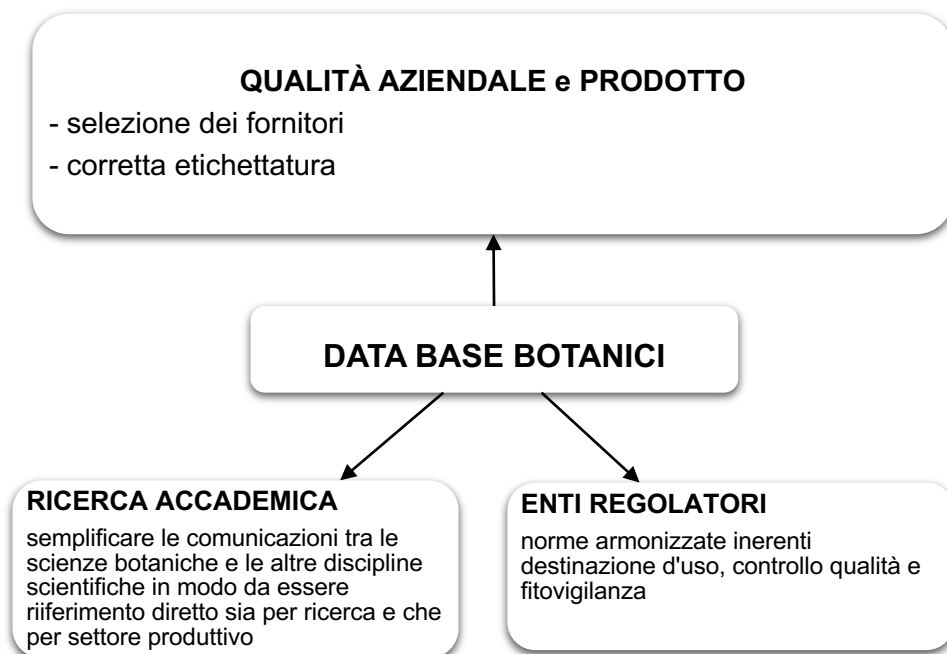 QUALITÀ AZIENDALE e PRODOTTO
- selezione dei fornitori
- corretta etichettatura
DATA BASE BOTANICI
RICERCA ACCADEMICA
semplificare le comunicazioni tra le
scienze botaniche e le altre discipline
scientifiche in modo da essere
riiferimento diretto sia per ricerca e che
per settore produttivo
ENTI REGOLATORI
norme armonizzate inerenti
destinazione d'uso, controllo qualità e
fitovigilanza